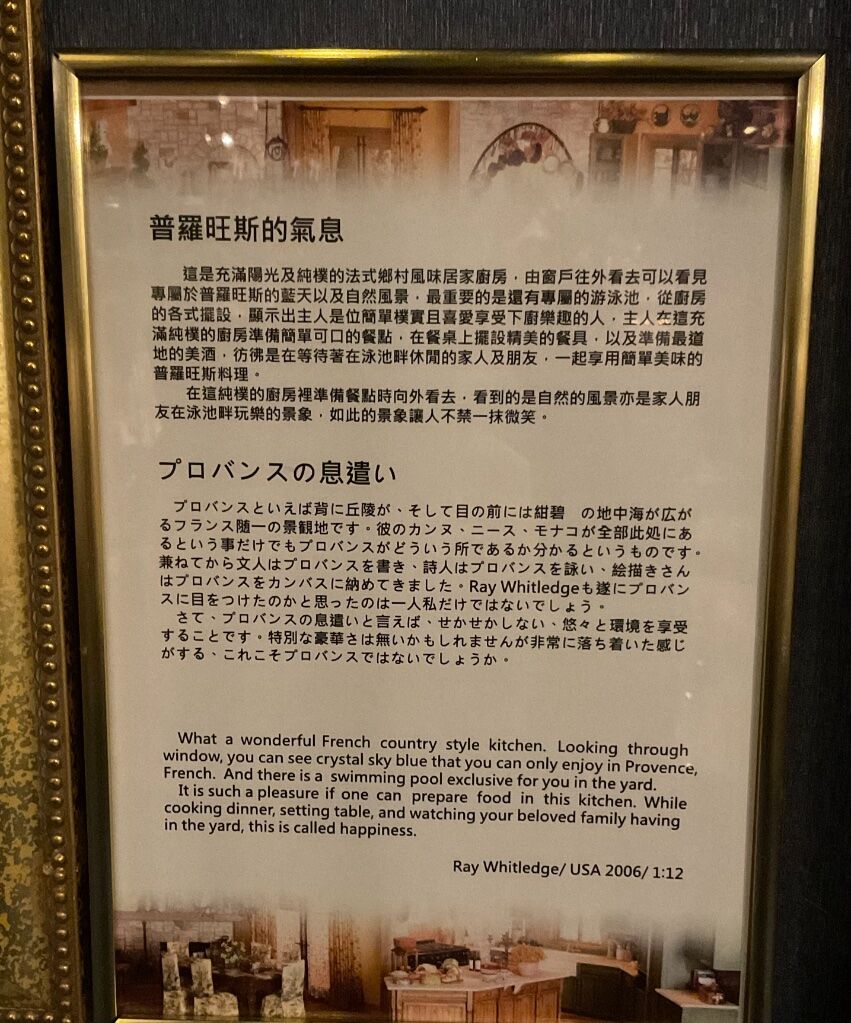 普羅旺斯的氣息
這是充滿陽光及純樸的法式鄉村風味居家廚房，由窗戶往外看去可以看見
專屬於普羅旺斯的藍天以及自然風景，最重要的是還有專屬的游泳池，從廚房
的各式擺設，顯示出主人是位簡單樸實且喜愛享受下廚樂趣的人，主人在這充
滿純樸的廚房準備簡單可口的餐點，在餐桌上擺設精美的餐具，以及準備最道
地的美酒，彷彿是在等待著在泳池畔休閒的家人及朋友，一起享用簡單美味的
普羅旺斯料理。
在這純樸的廚房裡準備餐點時向外看去，看到的是自然的風景亦是家人朋
友在泳池畔玩樂的景象，如此的景象讓人不禁一抹微笑。
プロバンスの息遣い
プロバンスといえば背に丘陵が、そして目の前には紺碧　の地中海が広が
るフランス随一の景観地です。彼のカンヌ、ニース、モナコが全部此処にあ
るという事だけでもプロバンスがどういう所であるか分かるというものです。
兼ねてから文人はプロバンスを書き、詩人はプロバンスを詠い、絵描きさん
はプロバンスをカンバスに納めてきました。Ray Whitledgeも遂にプロバン
スに目をつけたのかと思ったのは一人私だけではないでしょう。
さて、プロバンスの息遣いと言えば、せかせかしない、悠々と環境を享受
することです。特別な豪華さは無いかもしれませんが非常に落ち着いた感じ
がする、これこそプロバンスではないでしょうか。
What a wonderful French country style kitchen. Looking through
window, you can see crystal sky blue that you can only enjoy in Provence,
French. And there is a swimming pool exclusive for you in the yard.
It is such a pleasure if one can prepare food in this kitchen. While
cooking dinner, setting table, and watching your beloved family having
in the yard, this is called happiness.
Ray Whitledge/ USA 2006/ 1:12